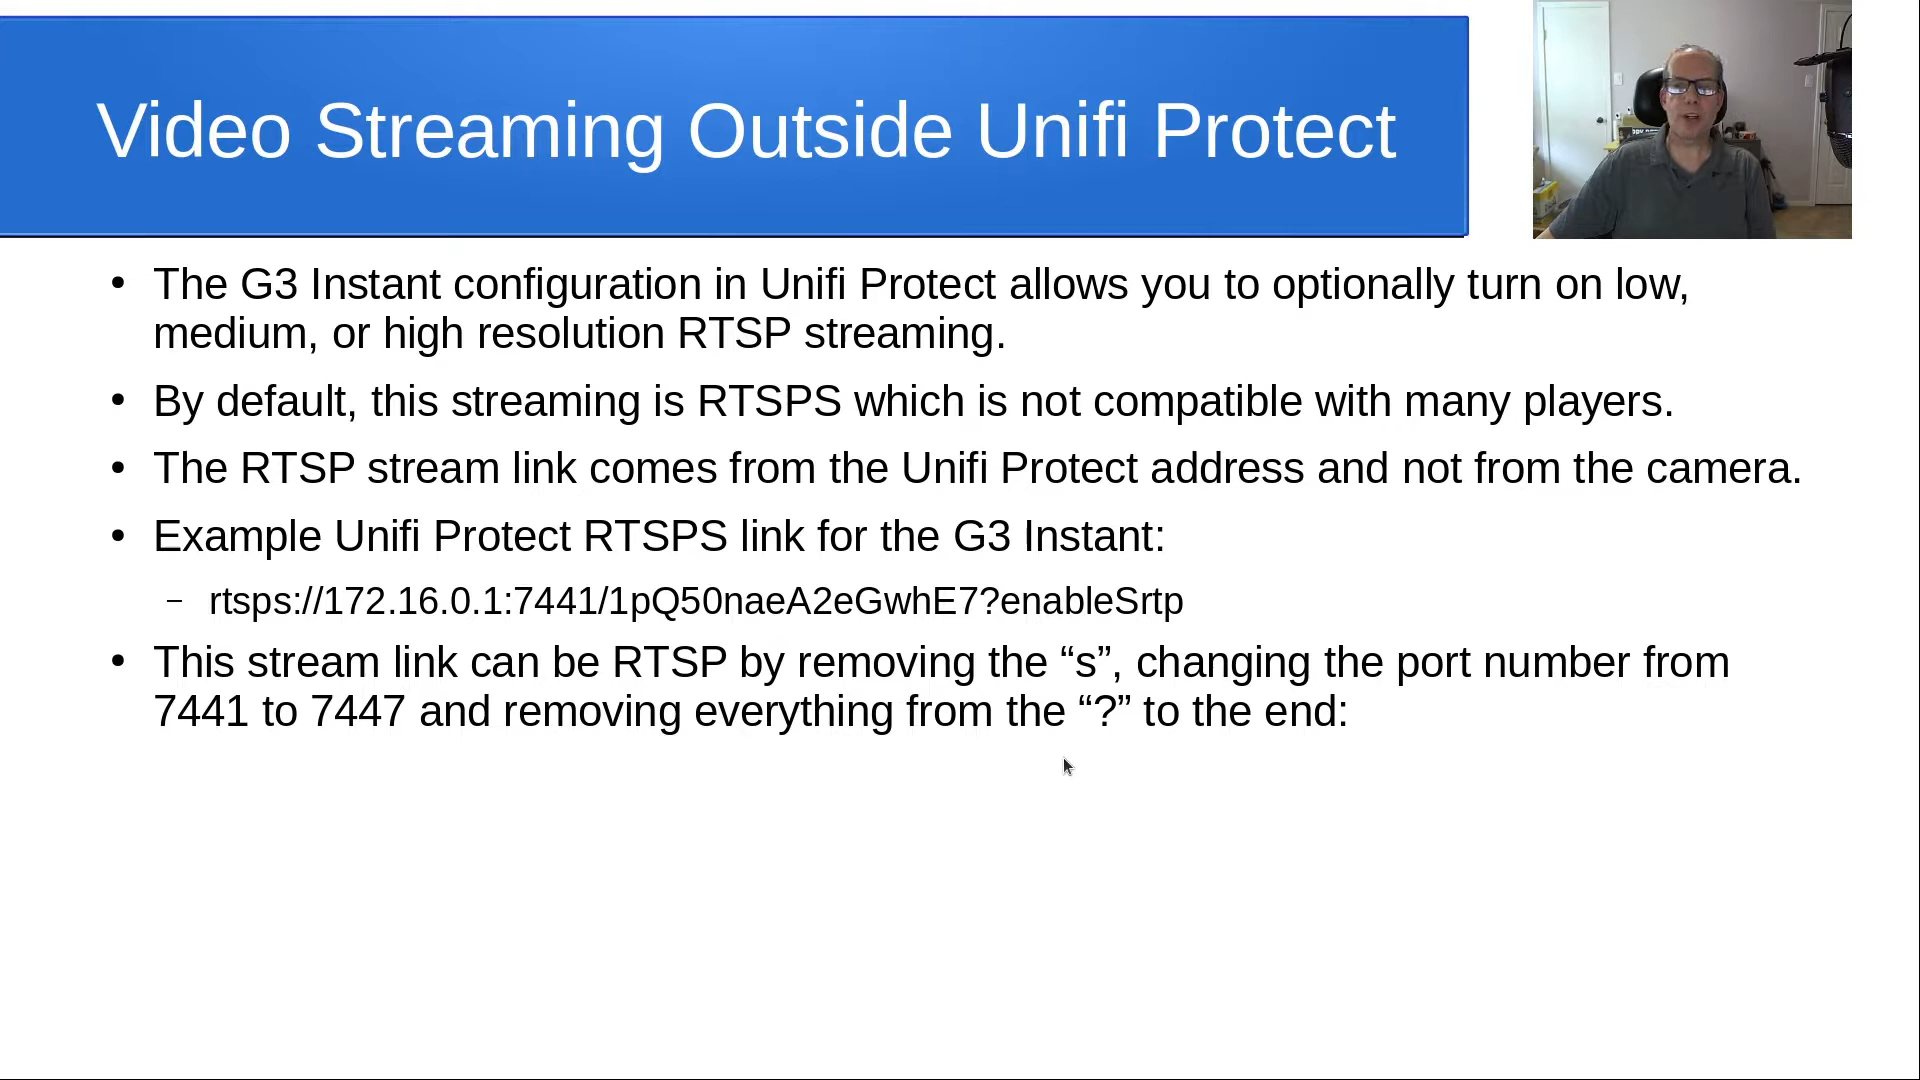 Video Streaming Outside Unifi Protect
• The G3 Instant configuration in Unifi Protect allows you to optionally turn on low,
medium, or high resolution RTSP streaming.
• By default, this streaming is RTSPS which is not compatible with many players.
• The RTSP stream link comes from the Unifi Protect address and not from the camera.
• Example Unifi Protect RTSPS link for the G3 Instant:
– rtsps://172.16.0.1:7441/1pQ50naeA2eGwhE7?enableSrtp
• This stream link can be RTSP by removing the “s”, changing the port number from
7441 to 7447 and removing everything from the “?” to the end: